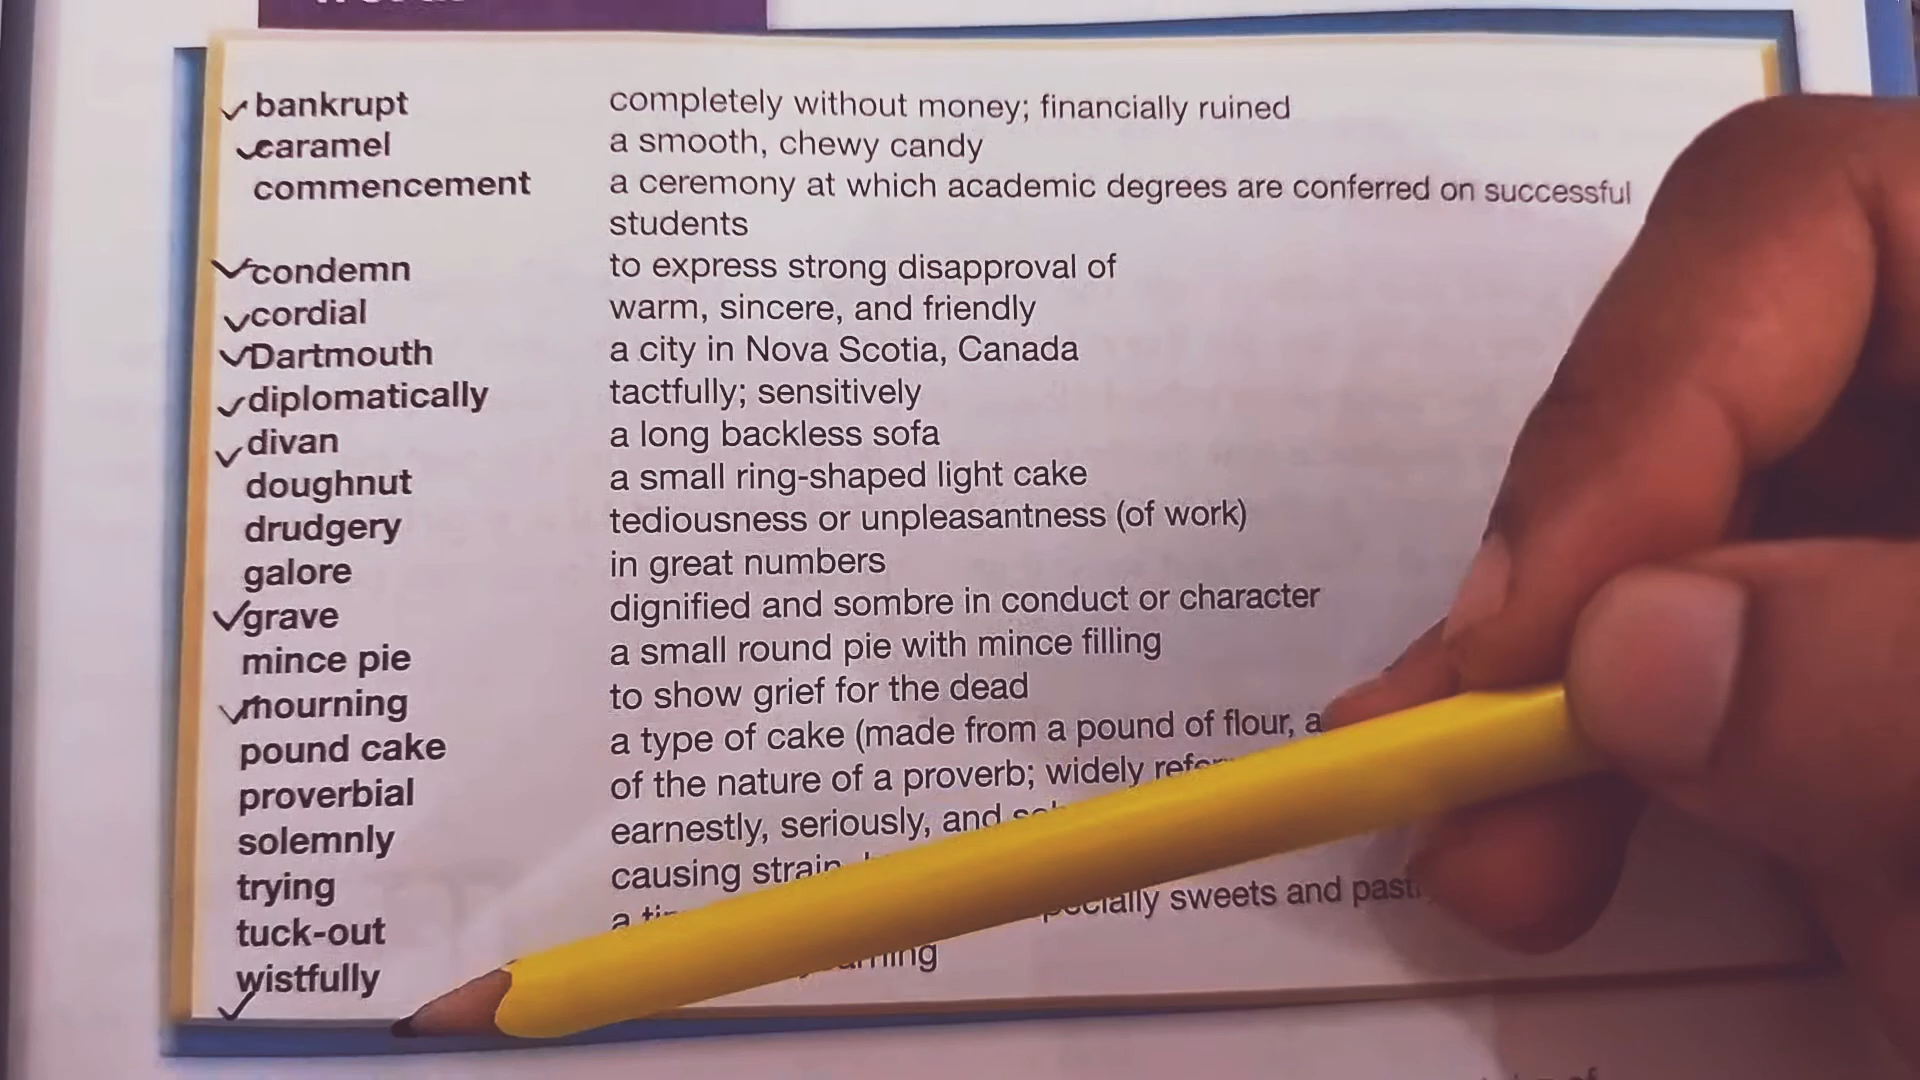 bankrupt completely without money; financially ruined
caramel a smooth, chewy candy
commencement a ceremony at which academic degrees are conferred on successful
students
condemn to express strong disapproval of
cordial warm, sincere, and friendly
Dartmouth a city in Nova Scotia, Canada
diplomatically tactfully; sensitively
divan a long backless sofa
doughnut a small ring-shaped light cake
drudgery tediousness or unpleasantness (of work)
galore in great numbers
grave dignified and sombre in conduct or character
mince pie a small round pie with mince filling
mourning to show grief for the dead
pound cake a type of cake (made from a pound of flour, a
proverbial of the nature of a proverb; widely
solemnly earnestly, seriously, and
trying causing
tuck-out a sweets and
wistfully